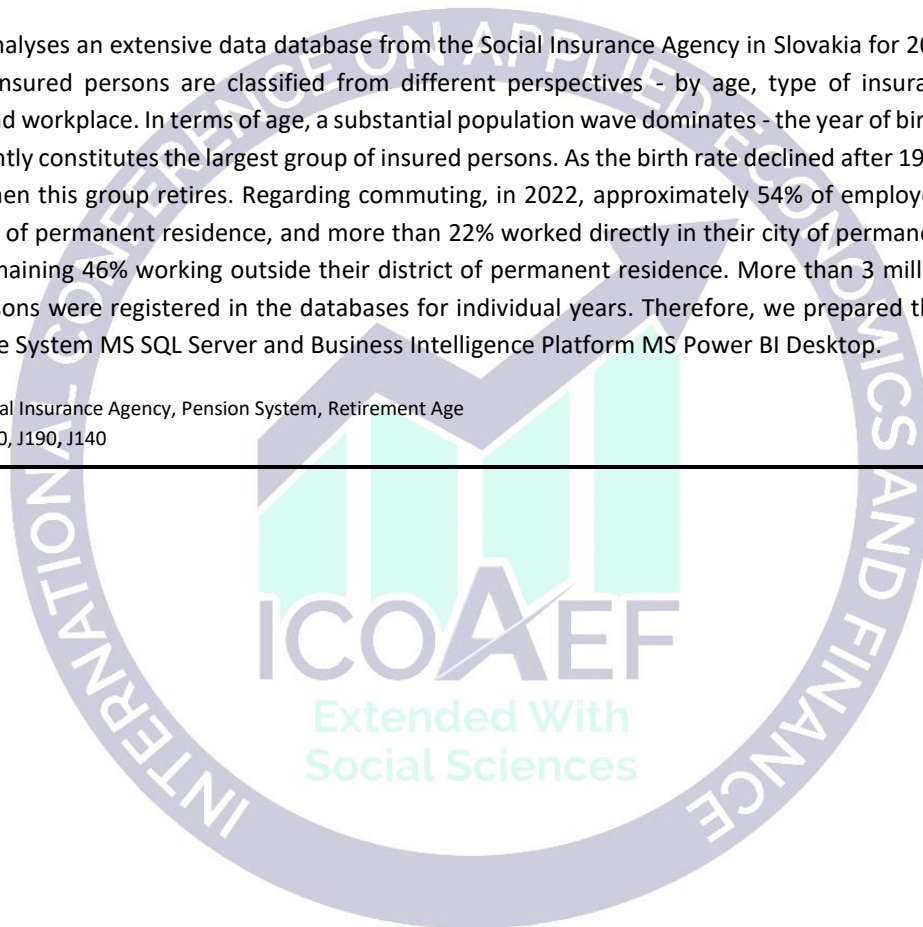 nalyses an extensive data database from the Social Insurance Agency in Slovakia for 20
nsured persons are classified from different perspectives - by age, type of insura
nd workplace. In terms of age, a substantial population wave dominates - the year of bir
ntly constitutes the largest group of insured persons. As the birth rate declined after 19
hen this group retires. Regarding commuting, in 2022, approximately 54% of employe
of permanent residence, and more than 22% worked directly in their city of permane
maining 46% working outside their district of permanent residence. More than 3 milli
sons were registered in the databases for individual years. Therefore, we prepared th
e System MS SQL Server and Business Intelligence Platform MS Power BI Desktop.
al Insurance Agency, Pension System, Retirement Age
0, J190, J140
INTERNATIONAL CONFERENCE ON APPLIED ECONOMICS AND FINANCE
ICOAEF
Extended With
Social Sciences